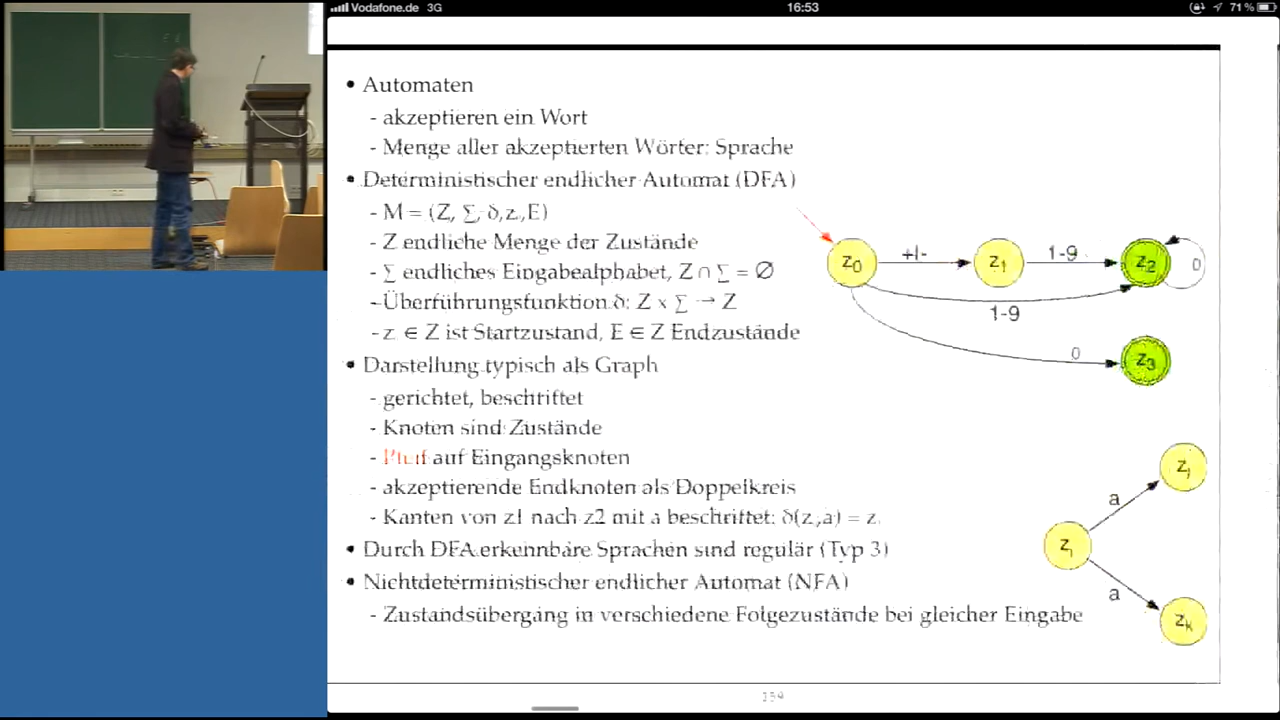 Vodafone.de 3G 16:53 71 %
• Automaten
- akzeptieren ein Wort
- Menge aller akzeptierten Wörter: Sprache
• Deterministischer endlicher Automat (DFA)
- M = (Z, Σ, δ,z,E)
- Z endliche Menge der Zustände
- Σ endliches Eingabealphabet, Z ∩ Σ = Ø
- Überführungsfunktion δ: Z x Σ → Z
- z ∈ Z ist Startzustand, E ∈ Z Endzustände
• Darstellung typisch als Graph
- gerichtet, beschriftet
- Knoten sind Zustände
- Pfeil auf Eingangsknoten
- akzeptierende Endknoten als Doppelkreis
- Kanten von z1 nach z2 mit a beschriftet: δ(z,a) = z
• Durch DFA erkennbare Sprachen sind regulär (Typ 3)
• Nichtdeterministischer endlicher Automat (NFA)
- Zustandsübergang in verschiedene Folgezustände bei gleicher Eingabe
z0 +/- z1 1-9 z2 0
1-9
0 z3
zj
a
zi
a
zk
139